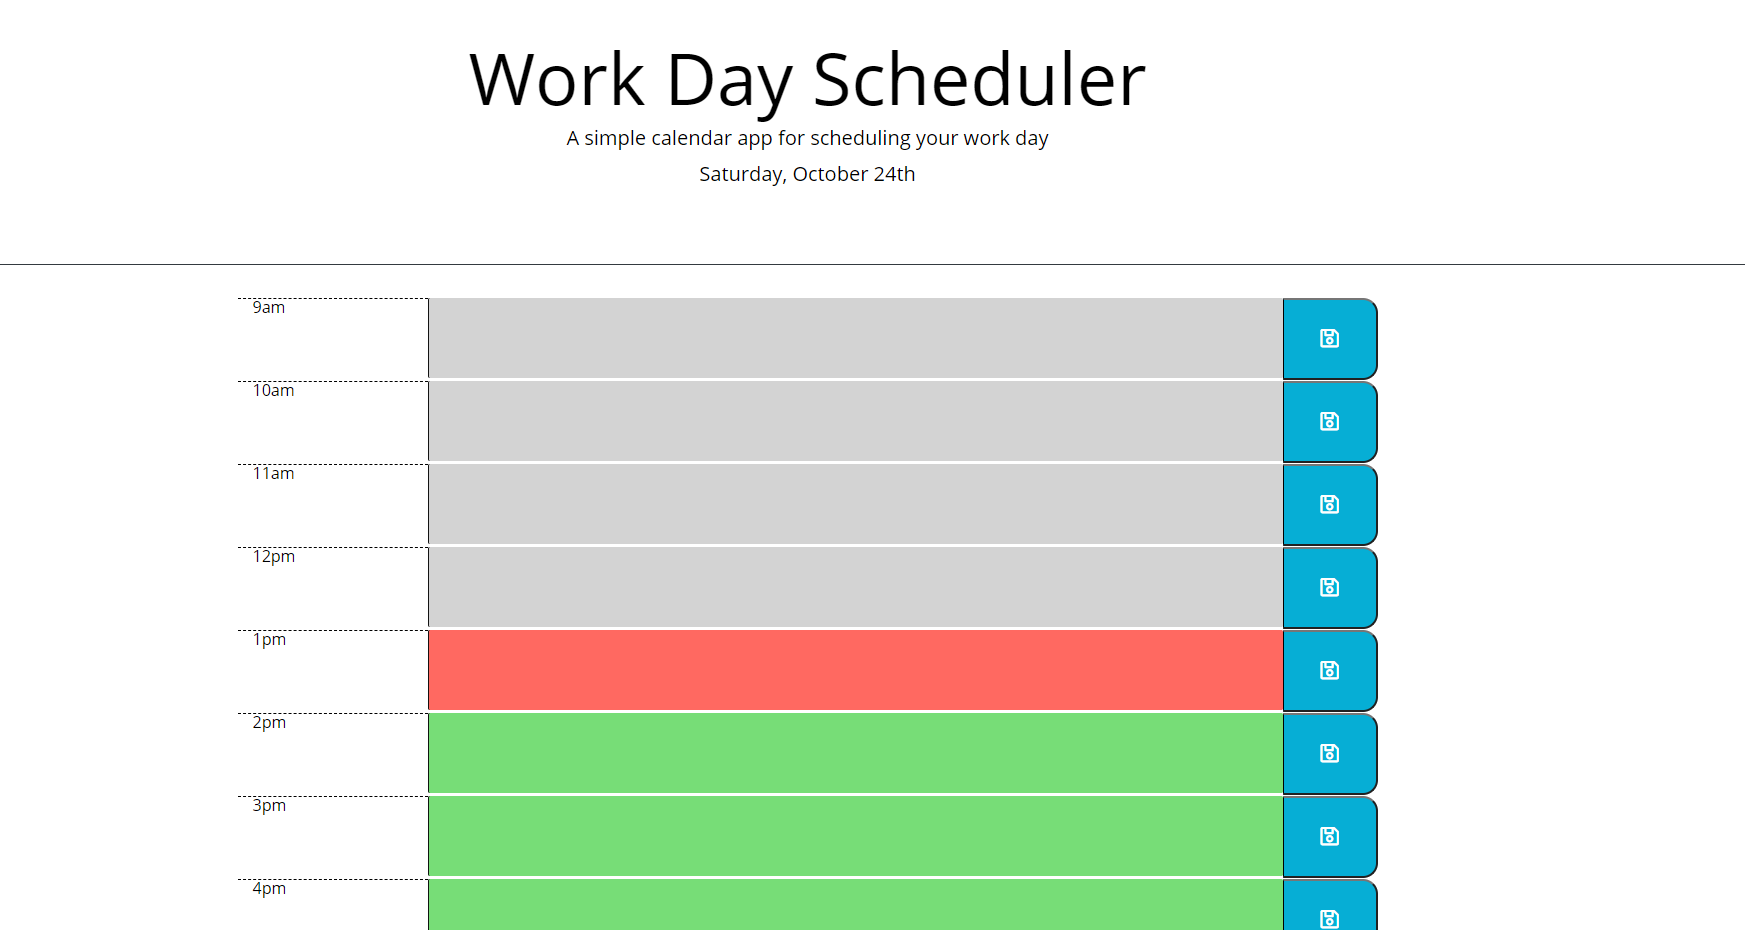 Work Day Scheduler
A simple calendar app for scheduling your work day
Saturday, October 24th
9am
10am
11am
12pm
1pm
2pm
3pm
4pm